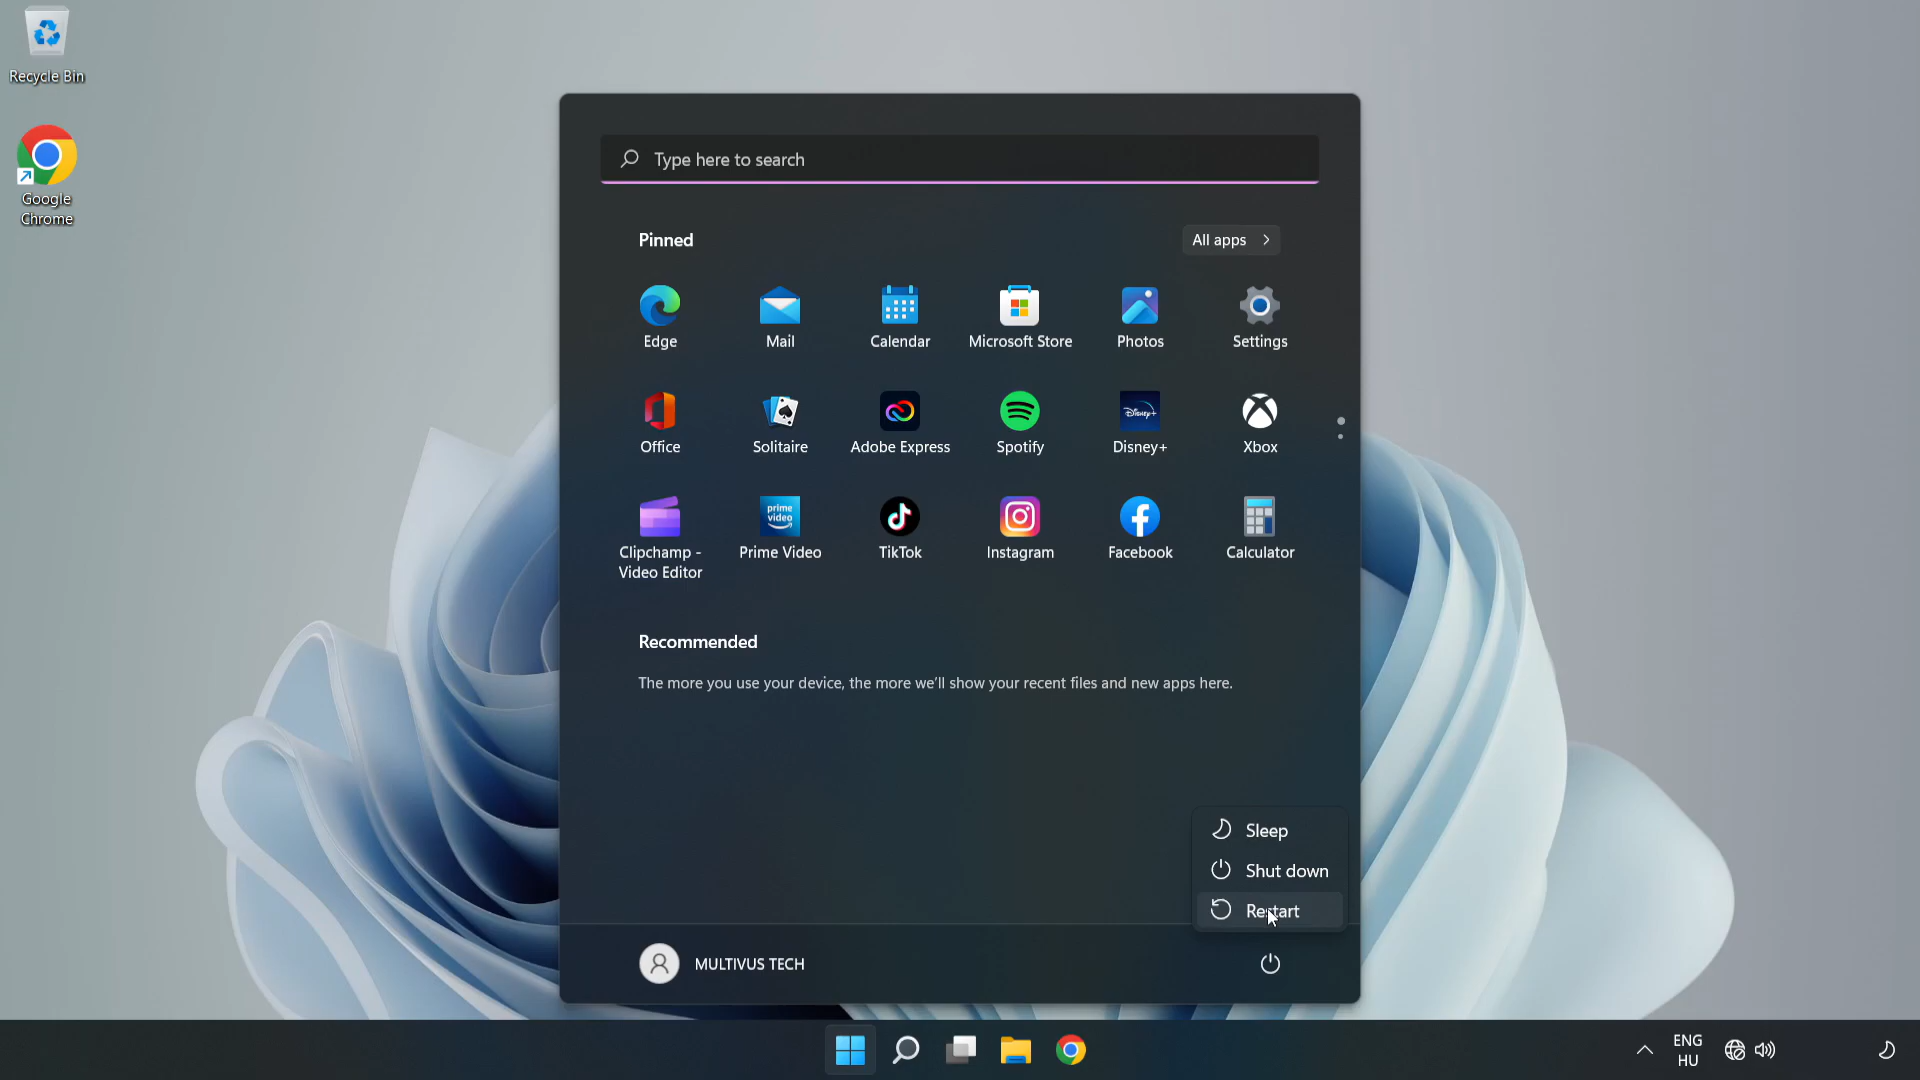 Recycle Bin
Google
Chrome
Type here to search
Pinned
All apps
Edge
Mail
Calendar
Microsoft Store
Photos
Settings
Office
Solitaire
Adobe Express
Spotify
Disney+
Disney+
Xbox
prime
video
Clipchamp -
Video Editor
Prime Video
TikTok
Instagram
Facebook
Calculator
Recommended
The more you use your device, the more we'll show your recent files and new apps here.
Sleep
Shut down
Restart
MULTIVUS TECH
ENG
HU